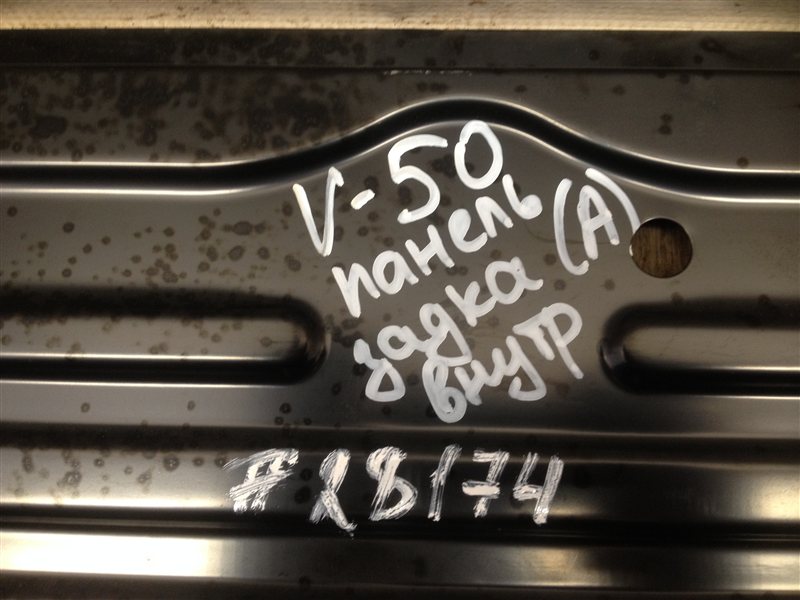 V-50
панель
задка (А)
внутр
#28174